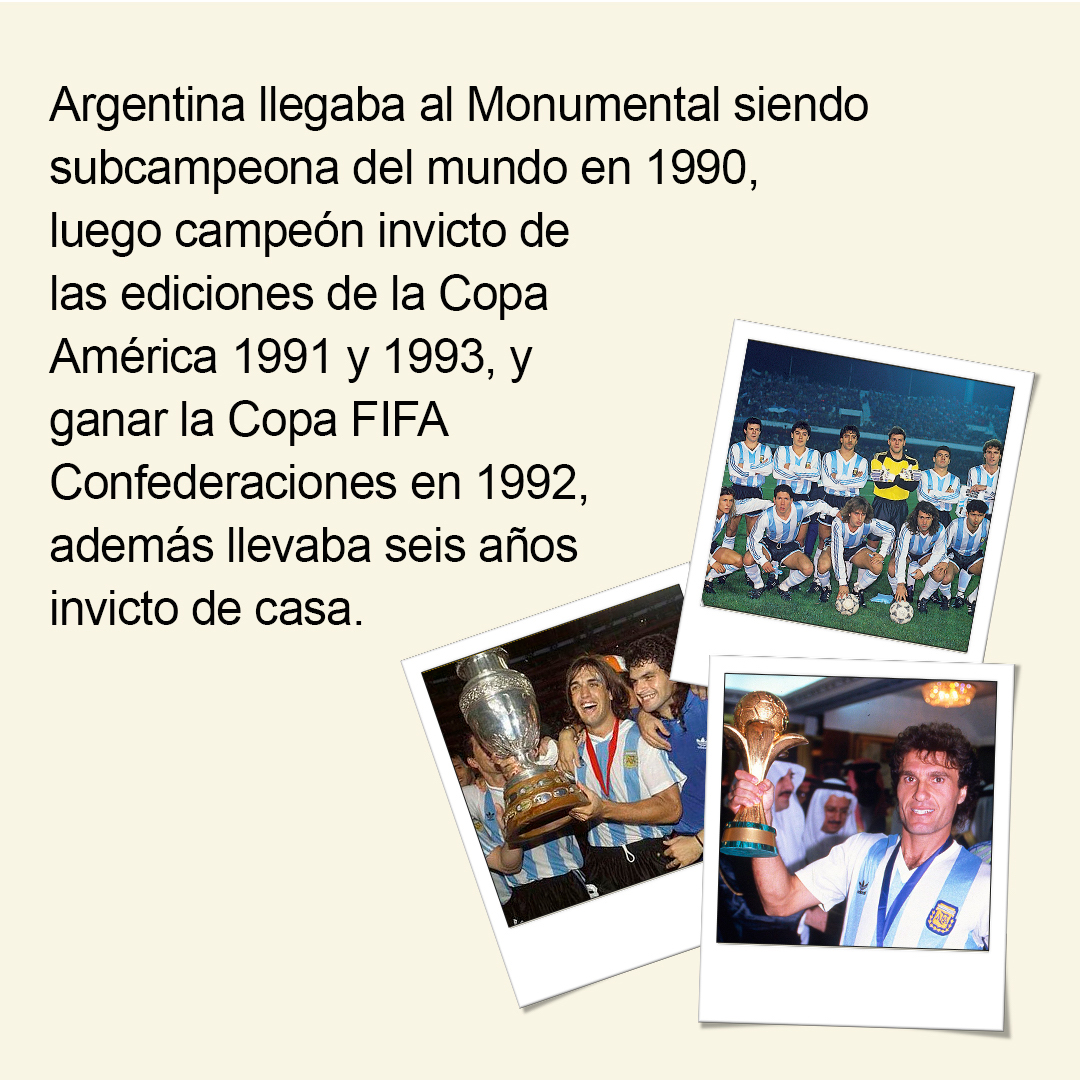 Argentina llegaba al Monumental siendo
subcampeona del mundo en 1990,
luego campeón invicto de
las ediciones de la Copa
América 1991 y 1993, y
ganar la Copa FIFA
Confederaciones en 1992,
además llevaba seis años
invicto de casa.